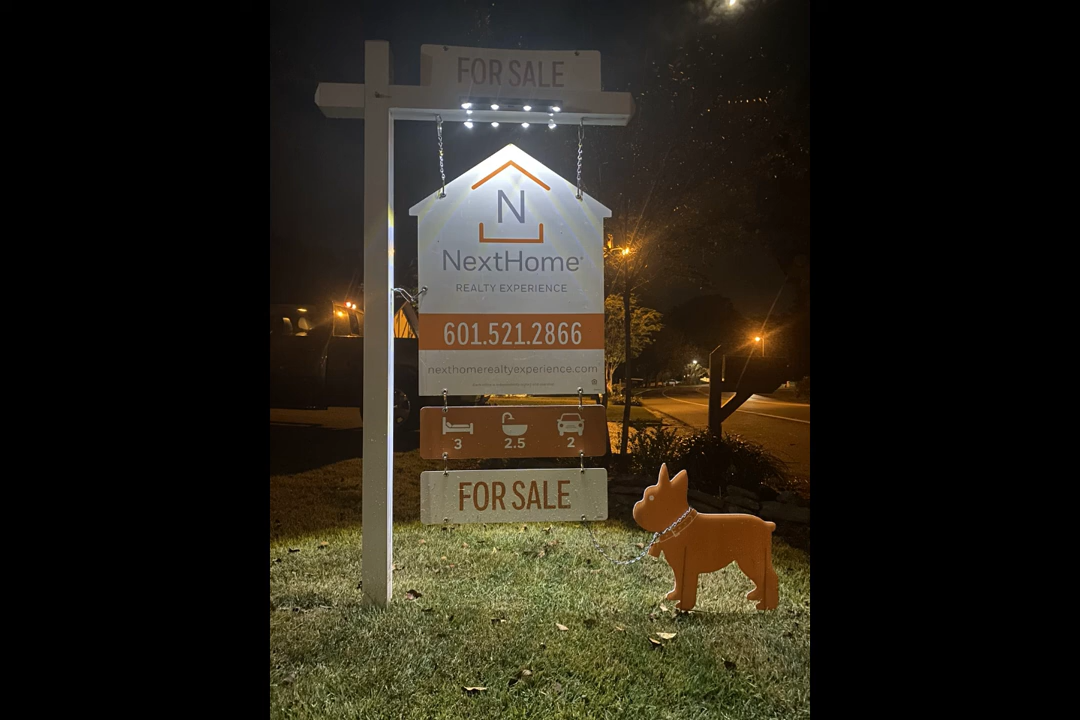 FOR SALE
N
NextHome
REALTY EXPERIENCE
601.521.2866
nexthomerealtyexperience.com
3 2.5 2
FOR SALE